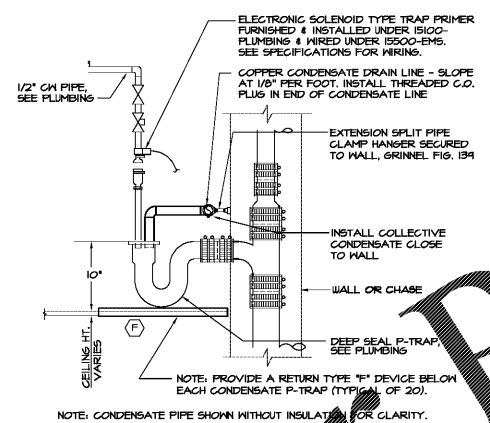 ELECTRONIC SOLENOID TYPE TRAP PRIMER
FURNISHED & INSTALLED UNDER 15100-
PLUMBING & WIRED UNDER 15500-EMS.
SEE SPECIFICATIONS FOR WIRING.
1/2" CW PIPE,
SEE PLUMBING
COPPER CONDENSATE DRAIN LINE - SLOPE
AT 1/8" PER FOOT. INSTALL THREADED C.O.
PLUG IN END OF CONDENSATE LINE
EXTENSION SPLIT PIPE
CLAMP HANGER SECURED
TO WALL, GRINNEL FIG. 139
INSTALL COLLECTIVE
CONDENSATE CLOSE
TO WALL
10"
WALL OR CHASE
F
CEILING HT.
VARIES
DEEP SEAL P-TRAP,
SEE PLUMBING
NOTE: PROVIDE A RETURN TYPE "F" DEVICE BELOW
EACH CONDENSATE P-TRAP (TYPICAL OF 20).
NOTE: CONDENSATE PIPE SHOWN WITHOUT INSULATION FOR CLARITY.